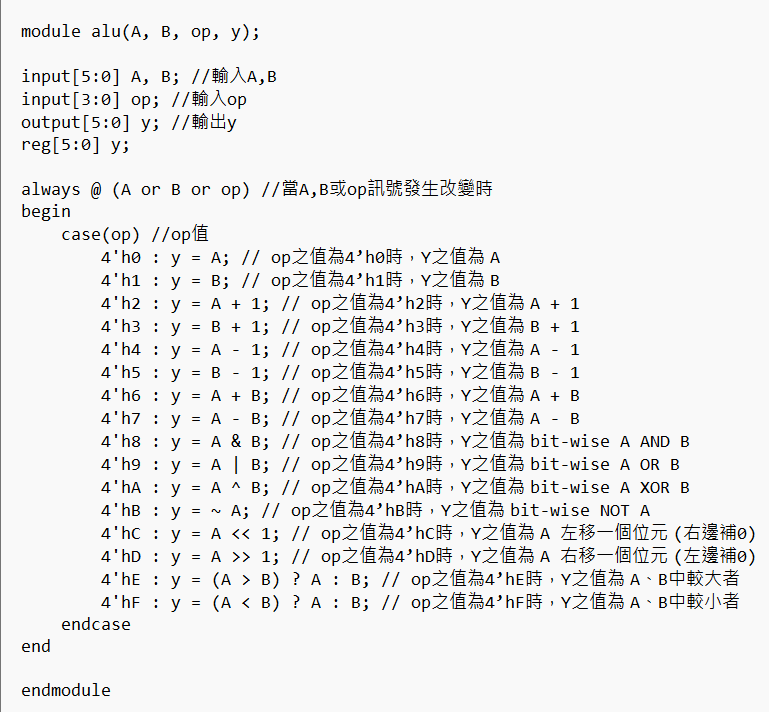 module alu(A, B, op, y);
input[5:0] A, B; //輸入A,B
input[3:0] op; //輸入op
output[5:0] y; //輸出y
reg[5:0] y;
always @ (A or B or op) //當A,B或op訊號發生改變時
begin
case(op) //op值
4'h0 : y = A; // op之值為4’h0時，Y之值為 A
4'h1 : y = B; // op之值為4’h1時，Y之值為 B
4'h2 : y = A + 1; // op之值為4’h2時，Y之值為 A + 1
4'h3 : y = B + 1; // op之值為4’h3時，Y之值為 B + 1
4'h4 : y = A - 1; // op之值為4’h4時，Y之值為 A - 1
4'h5 : y = B - 1; // op之值為4’h5時，Y之值為 B - 1
4'h6 : y = A + B; // op之值為4’h6時，Y之值為 A + B
4'h7 : y = A - B; // op之值為4’h7時，Y之值為 A - B
4'h8 : y = A & B; // op之值為4’h8時，Y之值為 bit-wise A AND B
4'h9 : y = A | B; // op之值為4’h9時，Y之值為 bit-wise A OR B
4'hA : y = A ^ B; // op之值為4’hA時，Y之值為 bit-wise A XOR B
4'hB : y = ~ A; // op之值為4’hB時，Y之值為 bit-wise NOT A
4'hC : y = A << 1; // op之值為4’hC時，Y之值為 A 左移一個位元 (右邊補0)
4'hD : y = A >> 1; // op之值為4’hD時，Y之值為 A 右移一個位元 (左邊補0)
4'hE : y = (A > B) ? A : B; // op之值為4’hE時，Y之值為 A、B中較大者
4'hF : y = (A < B) ? A : B; // op之值為4’hF時，Y之值為 A、B中較小者
endcase
end
endmodule